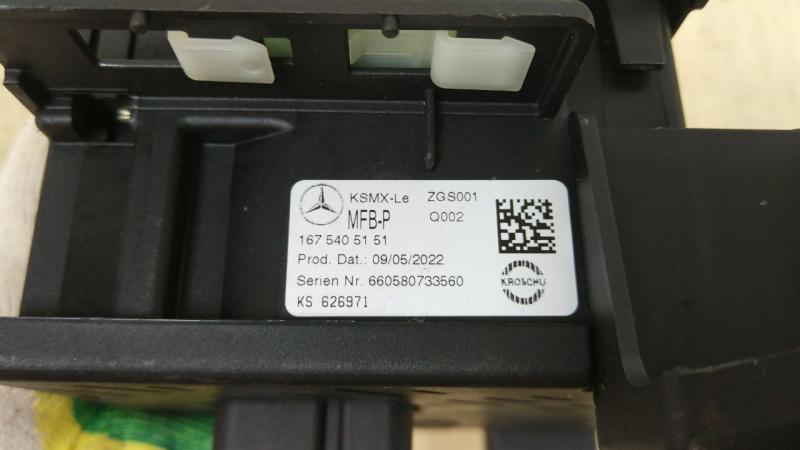 KSMX-Le ZGS001
MFB-P Q002
167 540 51 51
Prod. Dat.: 09/05/2022
Serien Nr. 660580733560
KROSCHU
KS 626971